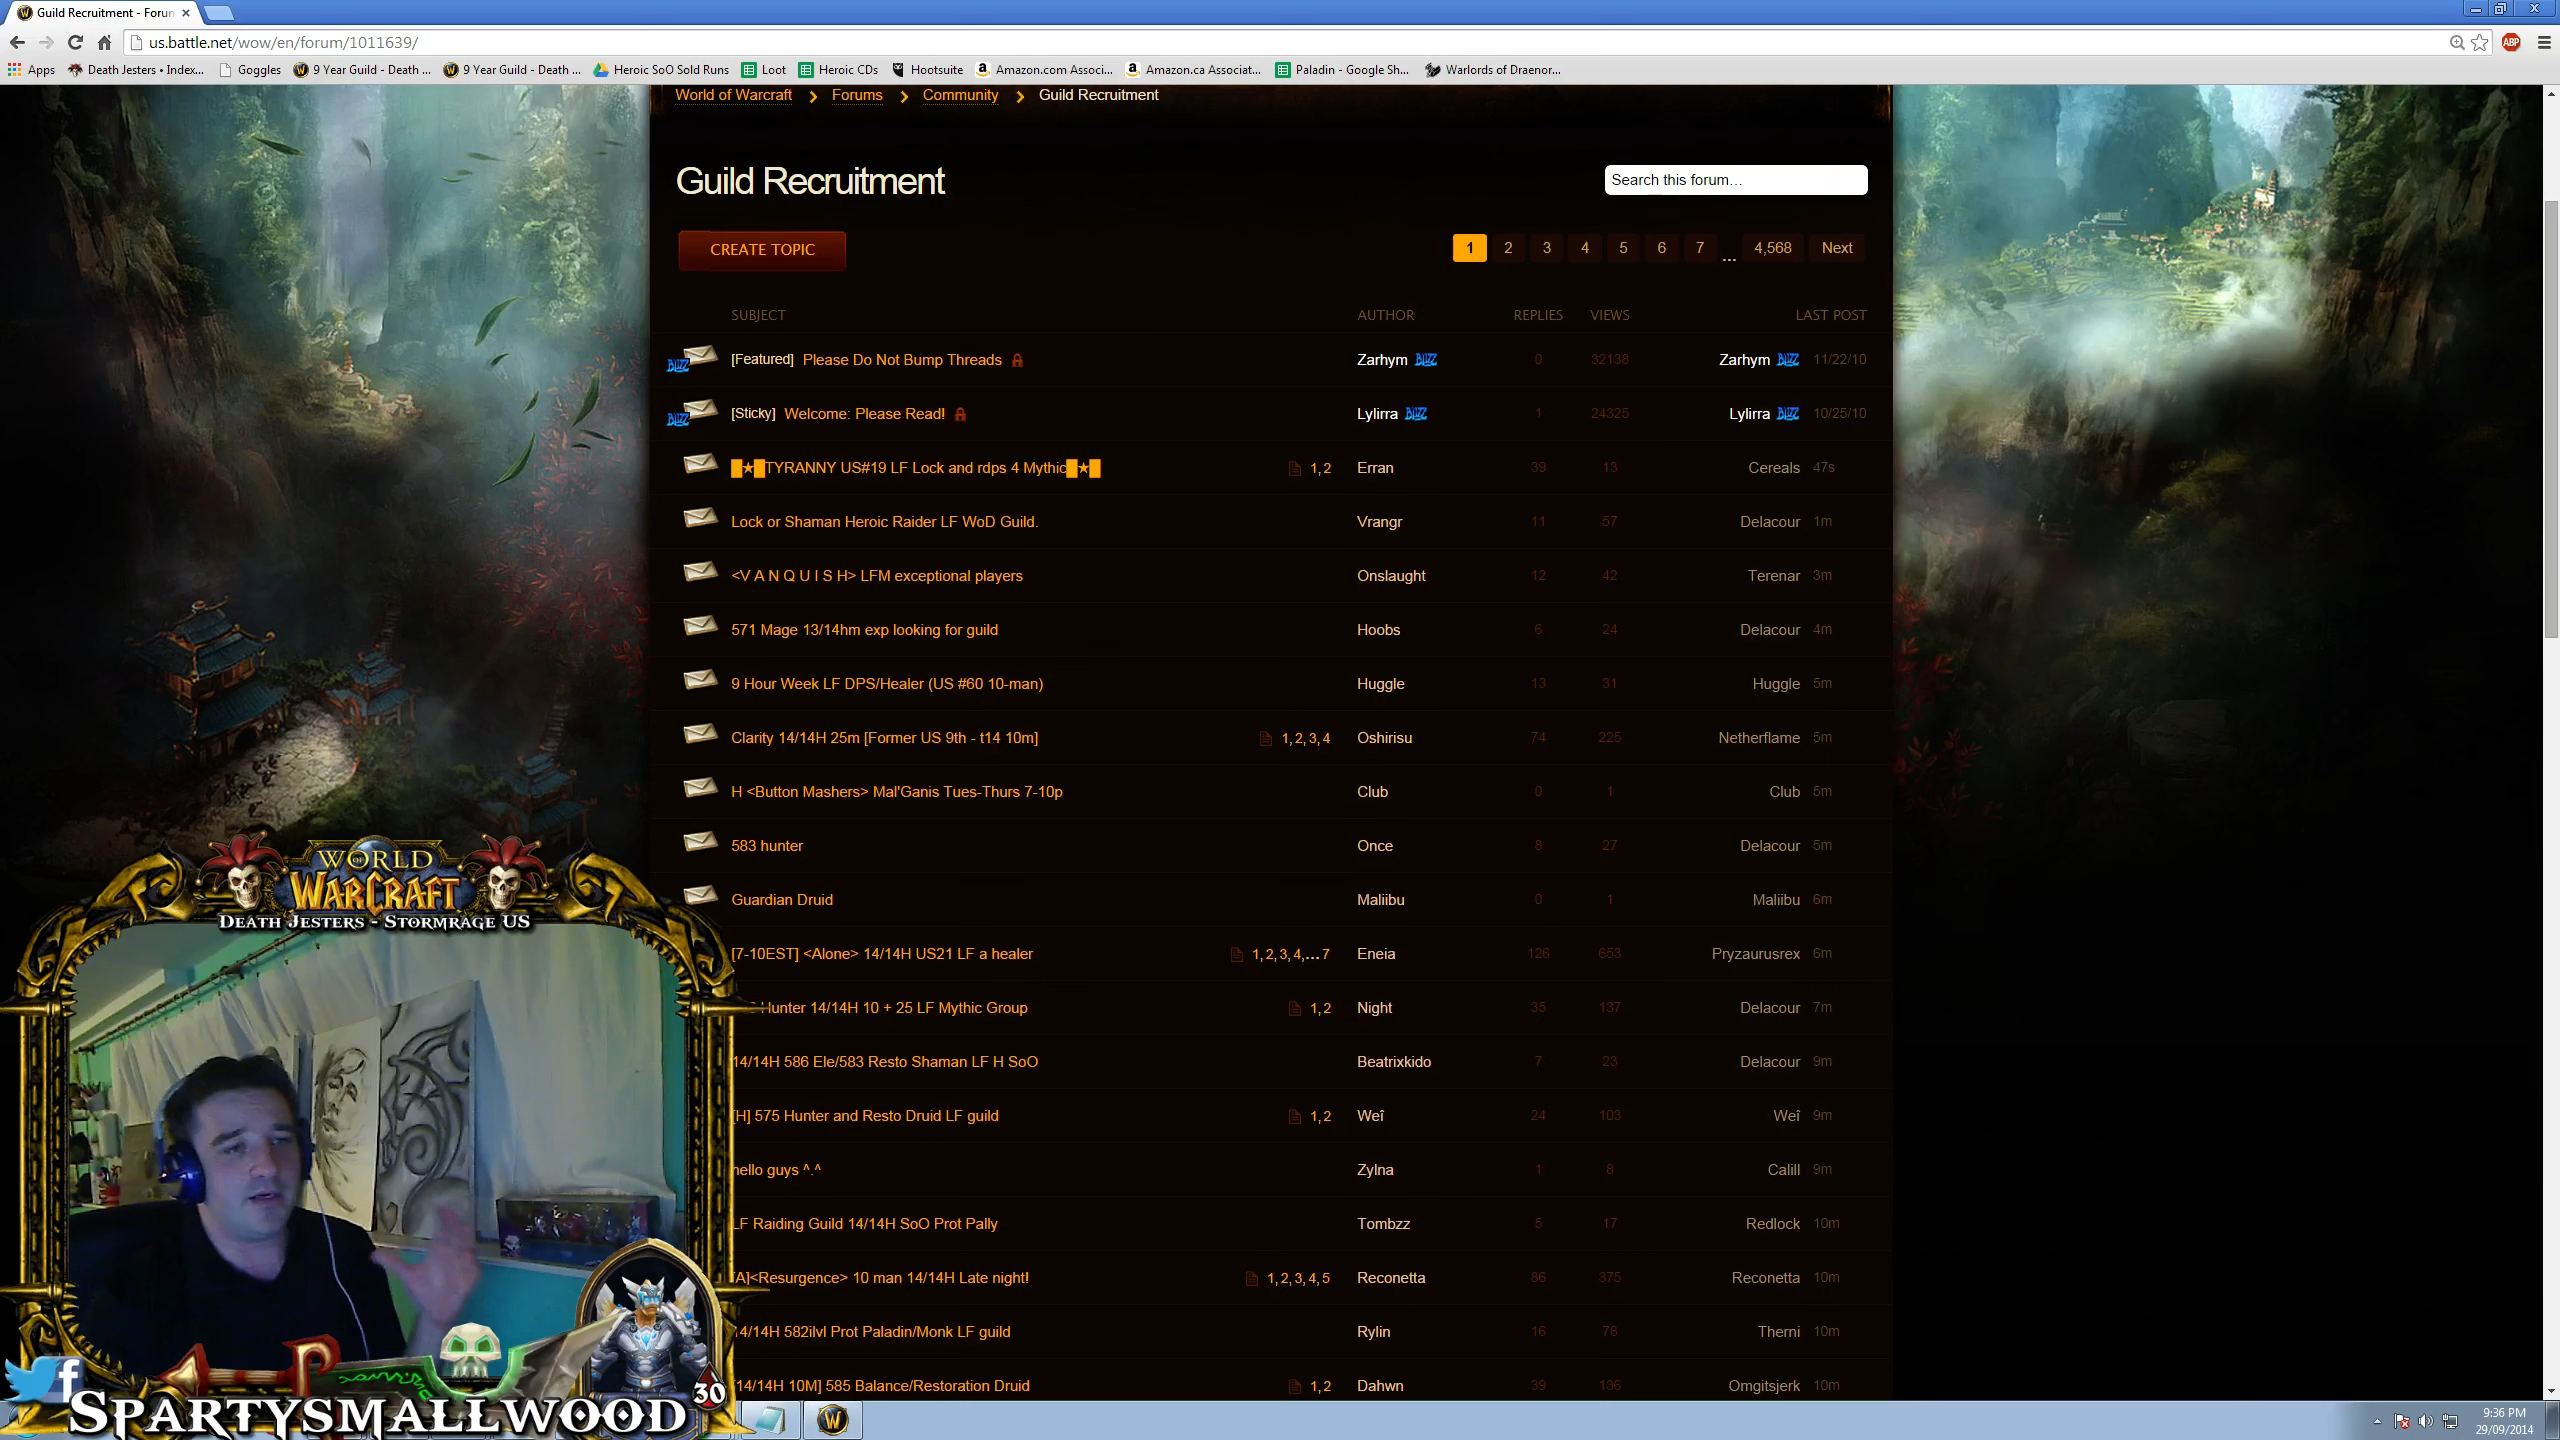 Guild Recruitment - Forun
us.battle.net/wow/en/forum/1011639/
ABP
Apps Death Jesters • Index... Goggles 9 Year Guild - Death ... 9 Year Guild - Death ... Heroic SoO Sold Runs Loot Heroic CDs Hootsuite Amazon.com Associ... Amazon.ca Associat... Paladin - Google Sh... Warlords of Draenor...
World of Warcraft Forums Community Guild Recruitment
Guild Recruitment
Search this forum…
CREATE TOPIC
1 2 3 4 5 6 7 ... 4,568 Next
SUBJECT AUTHOR REPLIES VIEWS LAST POST
BLIZZ [Featured] Please Do Not Bump Threads Zarhym BLIZZ 0 32138 Zarhym BLIZZ 11/22/10
BLIZZ [Sticky] Welcome: Please Read! Lylirra BLIZZ 1 24325 Lylirra BLIZZ 10/25/10
█★█TYRANNY US#19 LF Lock and rdps 4 Mythic█★█ 1, 2 Erran 39 13 Cereals 47s
Lock or Shaman Heroic Raider LF WoD Guild. Vrangr 11 57 Delacour 1m
<V A N Q U I S H> LFM exceptional players Onslaught 12 42 Terenar 3m
571 Mage 13/14hm exp looking for guild Hoobs 6 24 Delacour 4m
9 Hour Week LF DPS/Healer (US #60 10-man) Huggle 13 31 Huggle 5m
Clarity 14/14H 25m [Former US 9th - t14 10m] 1, 2, 3, 4 Oshirisu 74 225 Netherflame 5m
H <Button Mashers> Mal'Ganis Tues-Thurs 7-10p Club 0 1 Club 5m
583 hunter Once 8 27 Delacour 5m
Guardian Druid Maliibu 0 1 Maliibu 6m
[7-10EST] <Alone> 14/14H US21 LF a healer 1, 2, 3, 4,... 7 Eneia 126 653 Pryzaurusrex 6m
Hunter 14/14H 10 + 25 LF Mythic Group 1, 2 Night 35 137 Delacour 7m
14/14H 586 Ele/583 Resto Shaman LF H SoO Beatrixkido 7 23 Delacour 9m
[H] 575 Hunter and Resto Druid LF guild 1, 2 Weî 24 103 Weî 9m
hello guys ^.^ Zylna 1 8 Calill 9m
LF Raiding Guild 14/14H SoO Prot Pally Tombzz 5 17 Redlock 10m
[A]<Resurgence> 10 man 14/14H Late night! 1, 2, 3, 4, 5 Reconetta 86 375 Reconetta 10m
14/14H 582ilvl Prot Paladin/Monk LF guild Rylin 16 78 Therni 10m
[14/14H 10M] 585 Balance/Restoration Druid 1, 2 Dahwn 39 136 Omgitsjerk 10m
WORLD OF WARCRAFT
DEATH JESTERS - STORMRAGE US
30
SPARTYSMALLWOOD
9:36 PM
29/09/2014